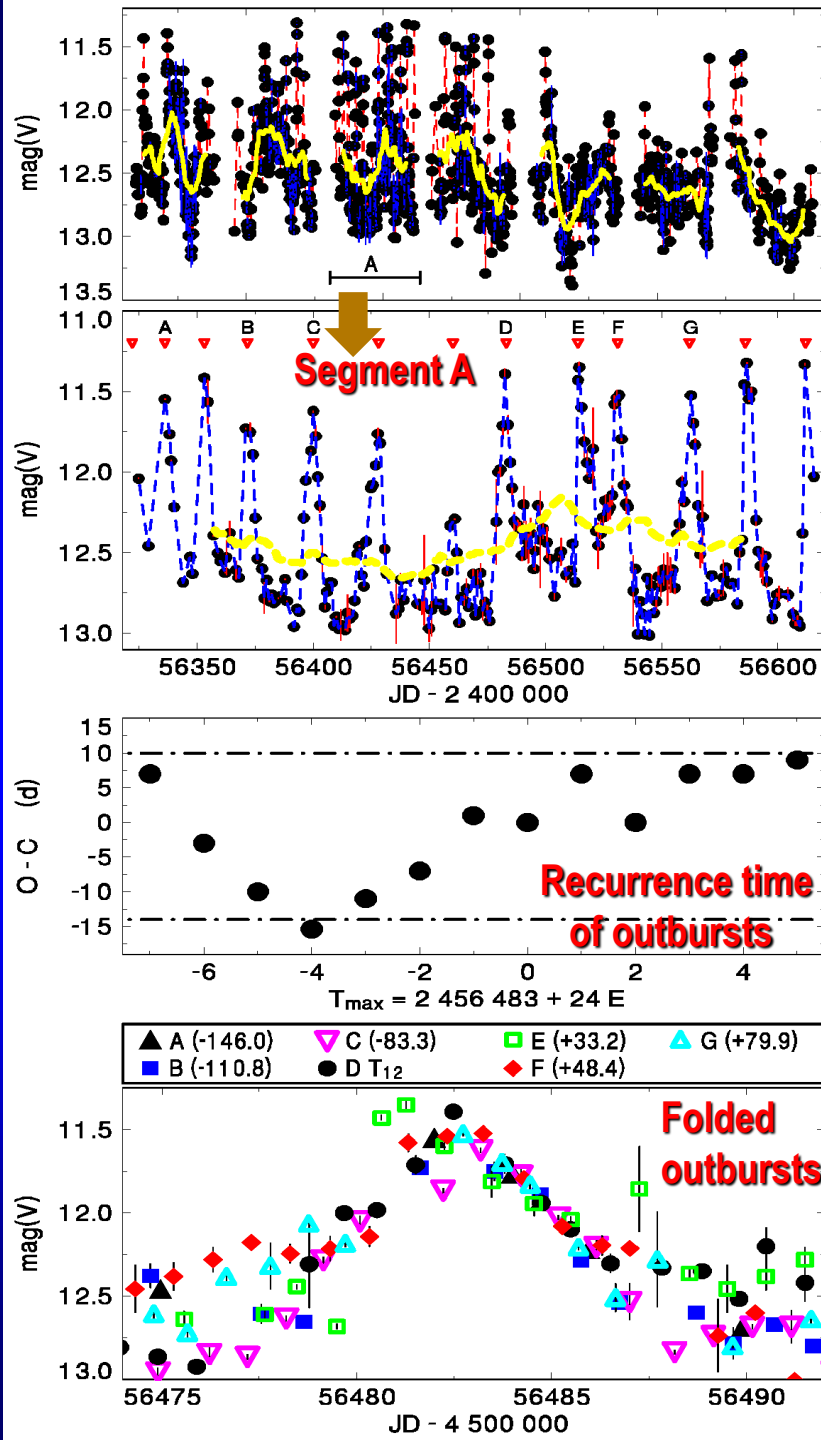 11.5
12.0
12.5
13.0
13.5
mag(V)
A
11.0
11.5
12.0
12.5
13.0
mag(V)
A B C D E F G
Segment A
56350 56400 56450 56500 56550 56600
JD - 2 400 000
15
10
5
0
-5
-10
-15
O - C (d)
Recurrence time
of outbursts
-6 -4 -2 0 2 4
Tmax = 2 456 483 + 24 E
A (-146.0) C (-83.3) E (+33.2) G (+79.9)
B (-110.8) D T12 F (+48.4)
11.5
12.0
12.5
13.0
mag(V)
Folded
outbursts
56475 56480 56485 56490
JD - 4 500 000